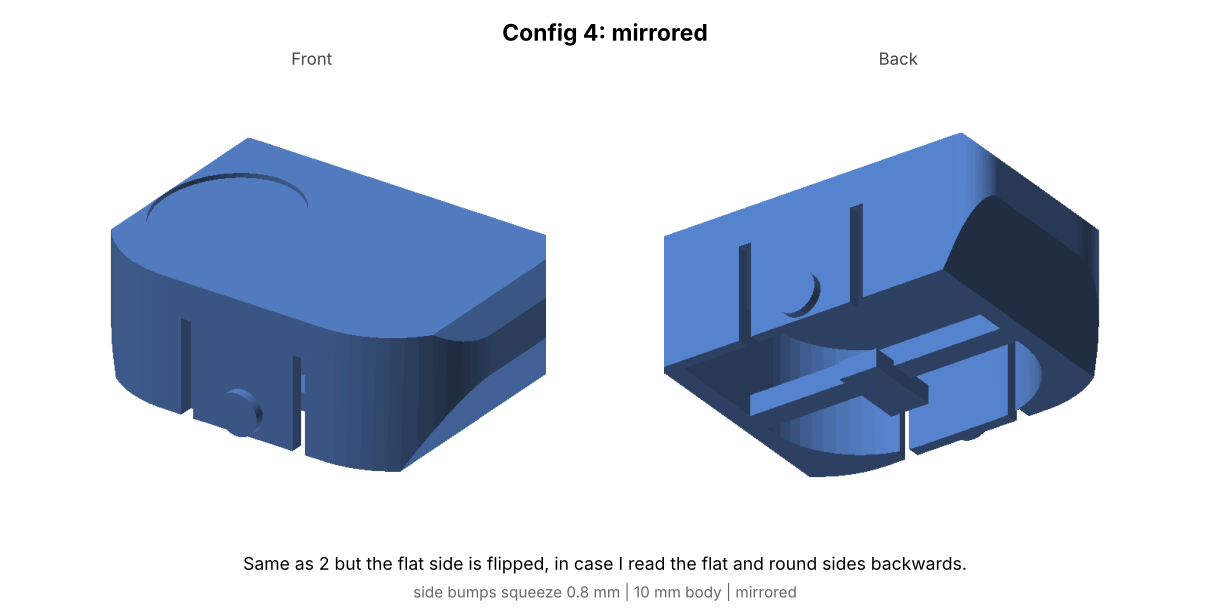 Config 4: mirrored
Front
Back
Same as 2 but the flat side is flipped, in case I read the flat and round sides backwards.
side bumps squeeze 0.8 mm | 10 mm body | mirrored